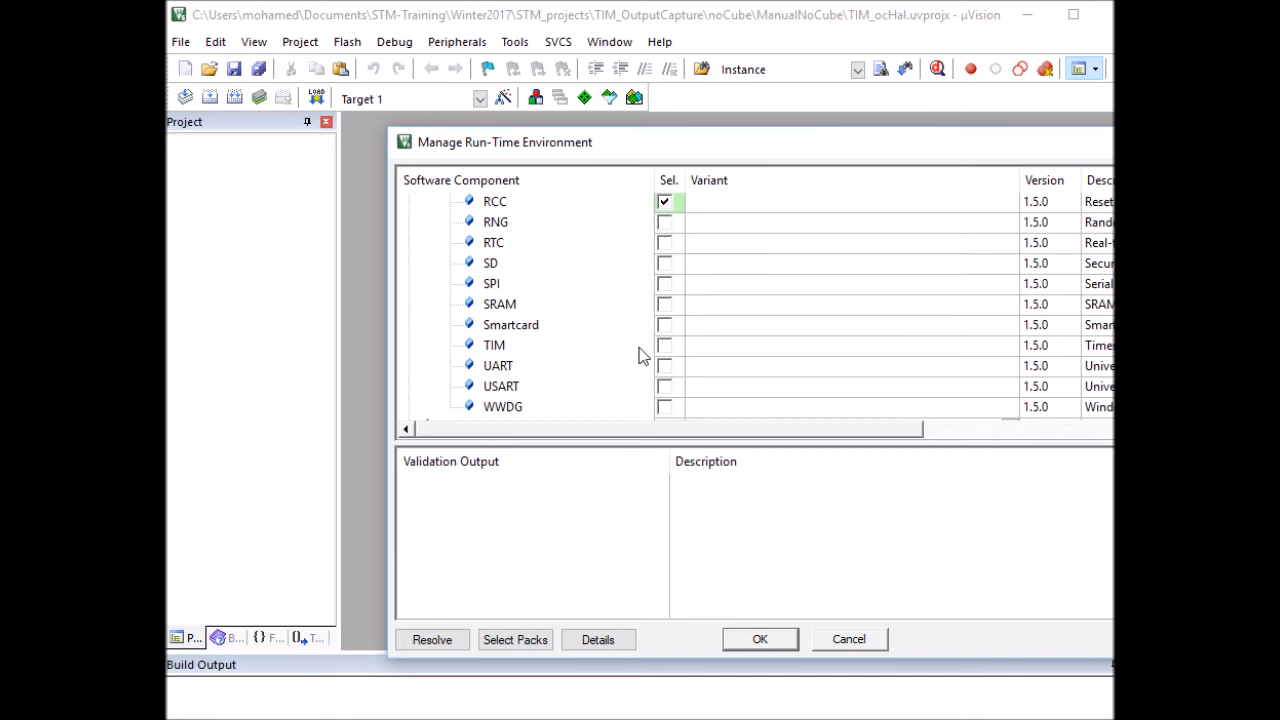 C:\Users\mohamed\Documents\STM-Training\Winter2017\STM_projects\TIM_OutputCapture\noCube\ManualNoCube\TIM_ocHal.uvprojx - µVision
File Edit View Project Flash Debug Peripherals Tools SVCS Window Help
Instance
LOAD Target 1
Project
Manage Run-Time Environment
Software Component Sel. Variant Version Descr
RCC 1.5.0 Reset
RNG 1.5.0 Rand
RTC 1.5.0 Real-t
SD 1.5.0 Secur
SPI 1.5.0 Serial
SRAM 1.5.0 SRAM
Smartcard 1.5.0 Smar
TIM 1.5.0 Time
UART 1.5.0 Unive
USART 1.5.0 Unive
WWDG 1.5.0 Wind
Validation Output Description
Resolve Select Packs Details OK Cancel
P... B... {} F... T...
Build Output